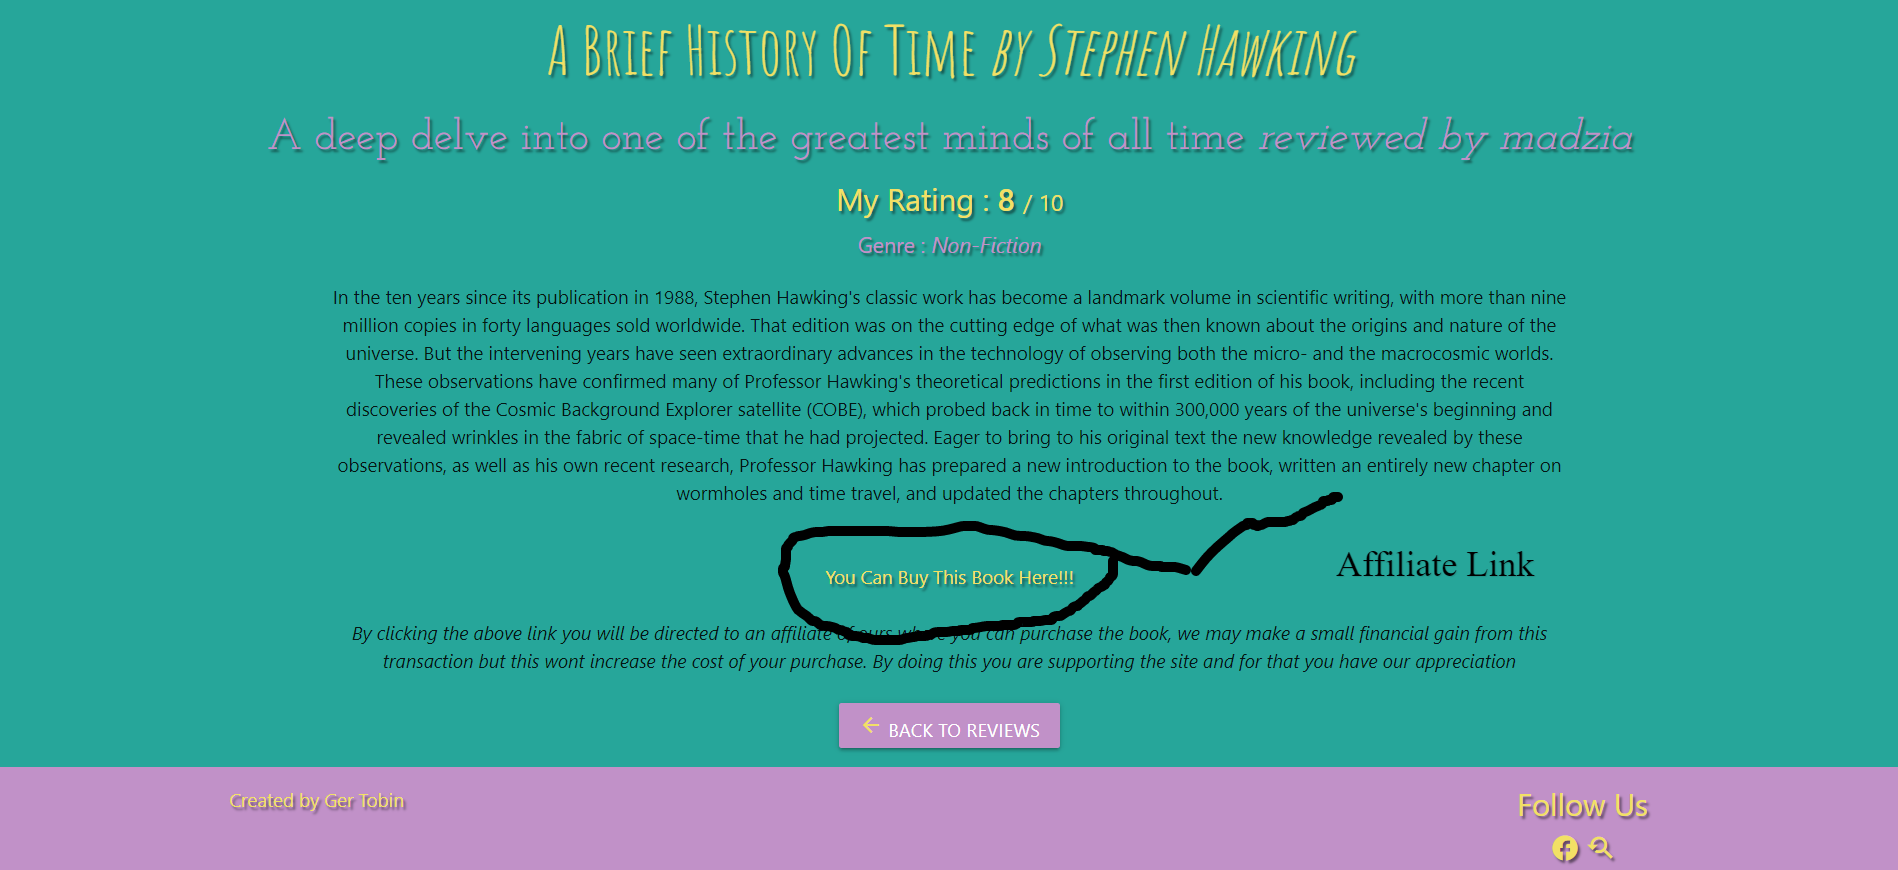 A Brief History Of Time by Stephen Hawking
A deep delve into one of the greatest minds of all time reviewed by madzia
My Rating : 8 / 10
Genre : Non-Fiction
In the ten years since its publication in 1988, Stephen Hawking's classic work has become a landmark volume in scientific writing, with more than nine
million copies in forty languages sold worldwide. That edition was on the cutting edge of what was then known about the origins and nature of the
universe. But the intervening years have seen extraordinary advances in the technology of observing both the micro- and the macrocosmic worlds.
These observations have confirmed many of Professor Hawking's theoretical predictions in the first edition of his book, including the recent
discoveries of the Cosmic Background Explorer satellite (COBE), which probed back in time to within 300,000 years of the universe's beginning and
revealed wrinkles in the fabric of space-time that he had projected. Eager to bring to his original text the new knowledge revealed by these
observations, as well as his own recent research, Professor Hawking has prepared a new introduction to the book, written an entirely new chapter on
wormholes and time travel, and updated the chapters throughout.
Affiliate Link
You Can Buy This Book Here!!!
By clicking the above link you will be directed to an affiliate of ours where you can purchase the book, we may make a small financial gain from this
transaction but this wont increase the cost of your purchase. By doing this you are supporting the site and for that you have our appreciation
BACK TO REVIEWS
Created by Ger Tobin
Follow Us